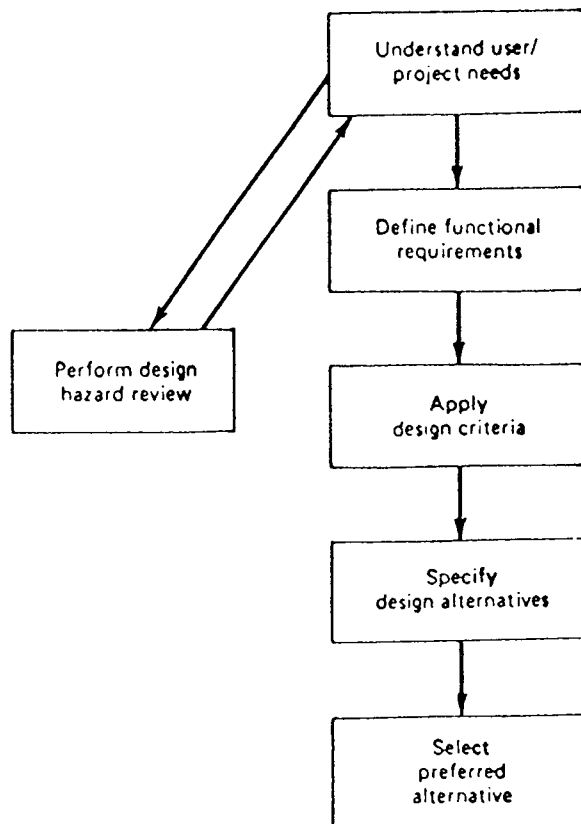 Understand user/
project needs
Define functional
requirements
Perform design
hazard review
Apply
design criteria
Specify
design alternatives
Select
preferred
alternative